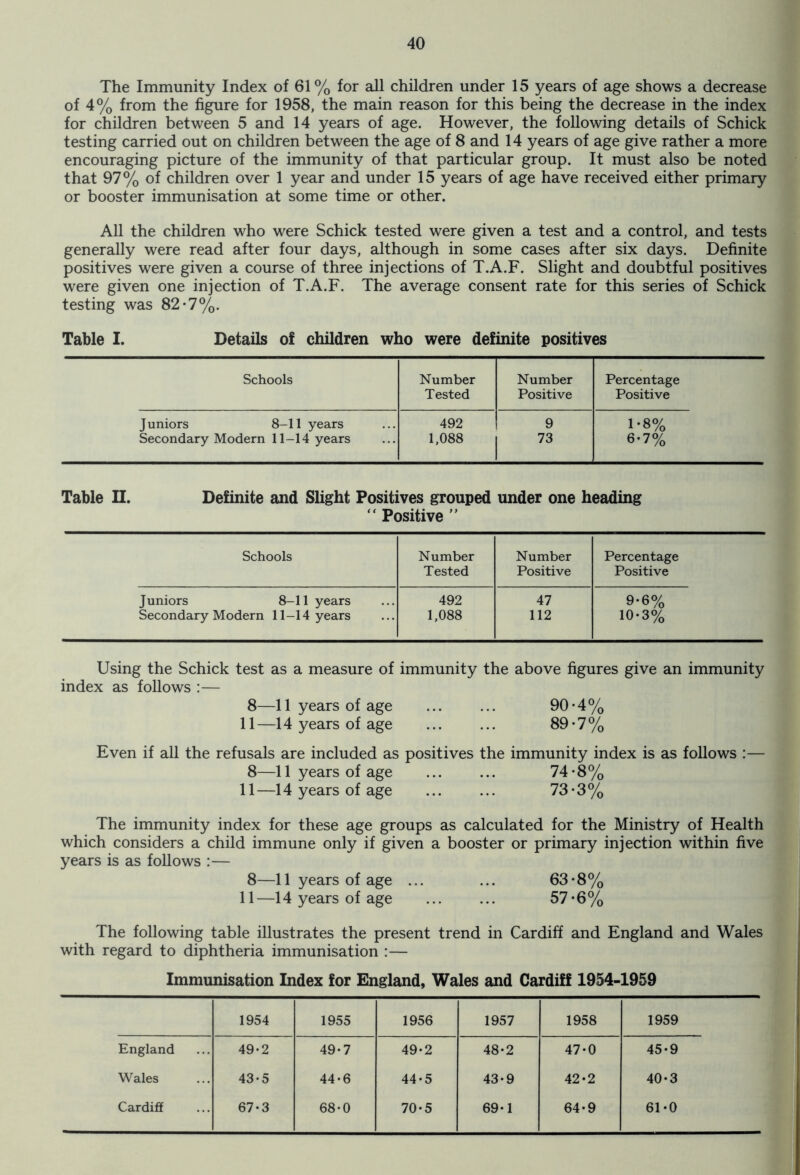 40
The Immunity Index of 61% for all children under 15 years of age shows a decrease
of 4% from the figure for 1958, the main reason for this being the decrease in the index
for children between 5 and 14 years of age. However, the following details of Schick
testing carried out on children between the age of 8 and 14 years of age give rather a more
encouraging picture of the immunity of that particular group. It must also be noted
that 97% of children over 1 year and under 15 years of age have received either primary
or booster immunisation at some time or other.
All the children who were Schick tested were given a test and a control, and tests
generally were read after four days, although in some cases after six days. Definite
positives were given a course of three injections of T.A.F. Slight and doubtful positives
were given one injection of T.A.F. The average consent rate for this series of Schick
testing was 82·7%.
Table I. Details of children who were definite positives
Schools Number Number Percentage
Tested Positive Positive
Juniors 8–11 years ... 492 9 1·8%
Secondary Modern 11–14 years ... 1,088 73 6·7%
Table II. Definite and Slight Positives grouped under one heading
“ Positive ”
Schools Number Number Percentage
Tested Positive Positive
Juniors 8–11 years ... 492 47 9·6%
Secondary Modern 11–14 years ... 1,088 112 10·3%
Using the Schick test as a measure of immunity the above figures give an immunity
index as follows :—
8—11 years of age ... ... 90·4%
11—14 years of age ... ... 89·7%
Even if all the refusals are included as positives the immunity index is as follows :—
8—11 years of age ... ... 74·8%
11—14 years of age ... ... 73·3%
The immunity index for these age groups as calculated for the Ministry of Health
which considers a child immune only if given a booster or primary injection within five
years is as follows :—
8—11 years of age ... ... 63·8%
11—14 years of age ... ... 57·6%
The following table illustrates the present trend in Cardiff and England and Wales
with regard to diphtheria immunisation :—
Immunisation Index for England, Wales and Cardiff 1954-1959
1954 1955 1956 1957 1958 1959
England ... 49·2 49·7 49·2 48·2 47·0 45·9
Wales ... 43·5 44·6 44·5 43·9 42·2 40·3
Cardiff ... 67·3 68·0 70·5 69·1 64·9 61·0